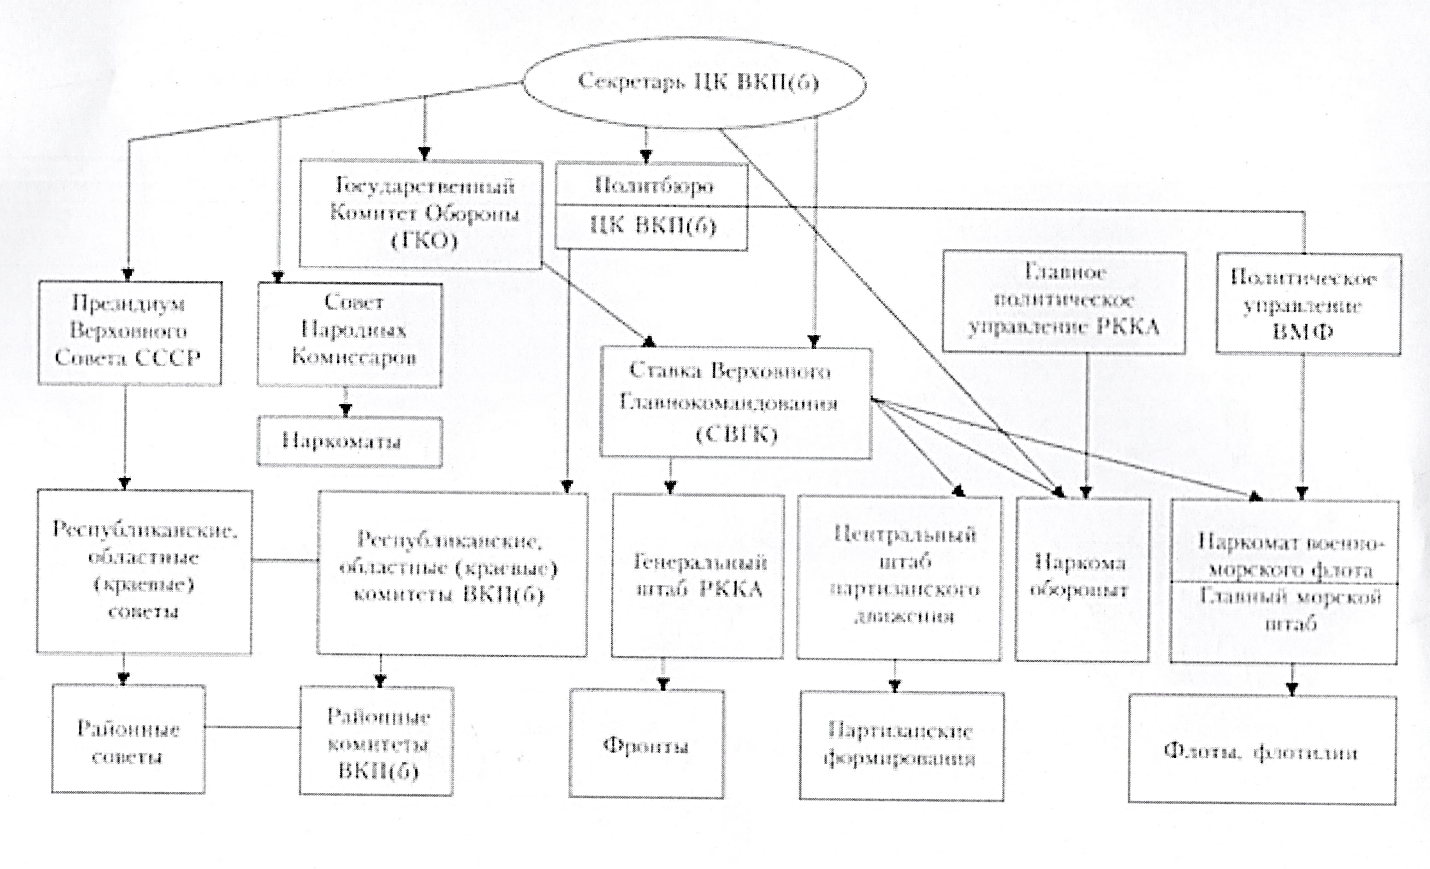 Секретарь ЦК ВКП(б)
Государственный
Комитет Обороны
(ГКО)
Политбюро
ЦК ВКП(б)
Главное
политическое
управление РККА
Политическое
управление
ВМФ
Президиум
Верховного
Совета СССР
Совет
Народных
Комиссаров
Наркоматы
Ставка Верховного
Главнокомандования
(СВГК)
Республиканские,
областные
(краевые)
советы
Республиканские,
областные (краевые)
комитеты ВКП(б)
Генеральный
штаб РККА
Центральный
штаб
партизанского
движения
Наркома
оборопыт
Наркомат военно-
морского флота
Главный морской
штаб
Районные
советы
Районные
комитеты
ВКП(б)
Фронты
Партизанские
формирования
Флоты, флотилии